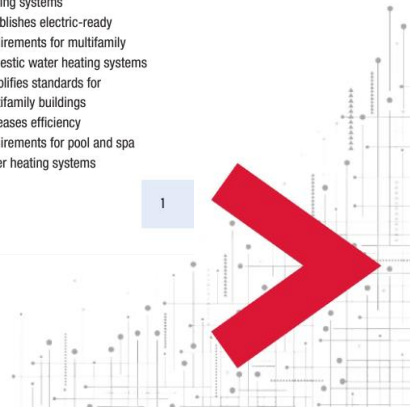 ing systems
blishes electric-ready
irements for multifamily
estic water heating systems
plifies standards for
ifamily buildings
eases efficiency
irements for pool and spa
er heating systems
1